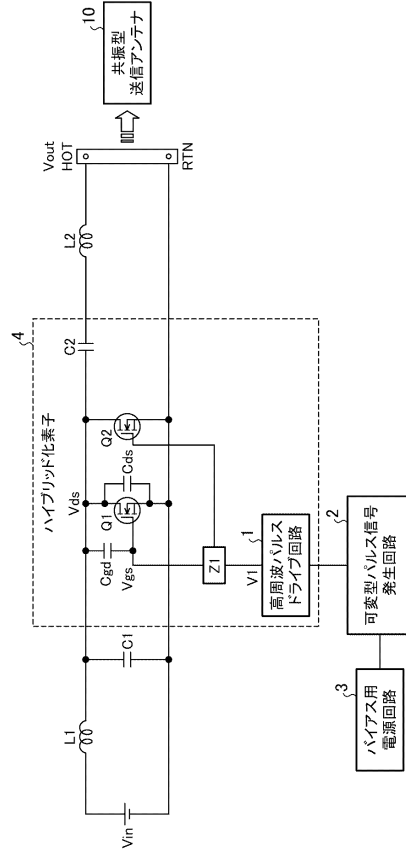 10
共振型
送信アンテナ
Vout
HOT
RTN
L2
4
ハイブリッド化素子
C2
Q2
Vds
Cds
Q1
Cgd
Vgs
Z1
V1
1
高周波パルス
ドライブ回路
2
可変型パルス信号
発生回路
3
バイアス用
電源回路
C1
L1
Vin